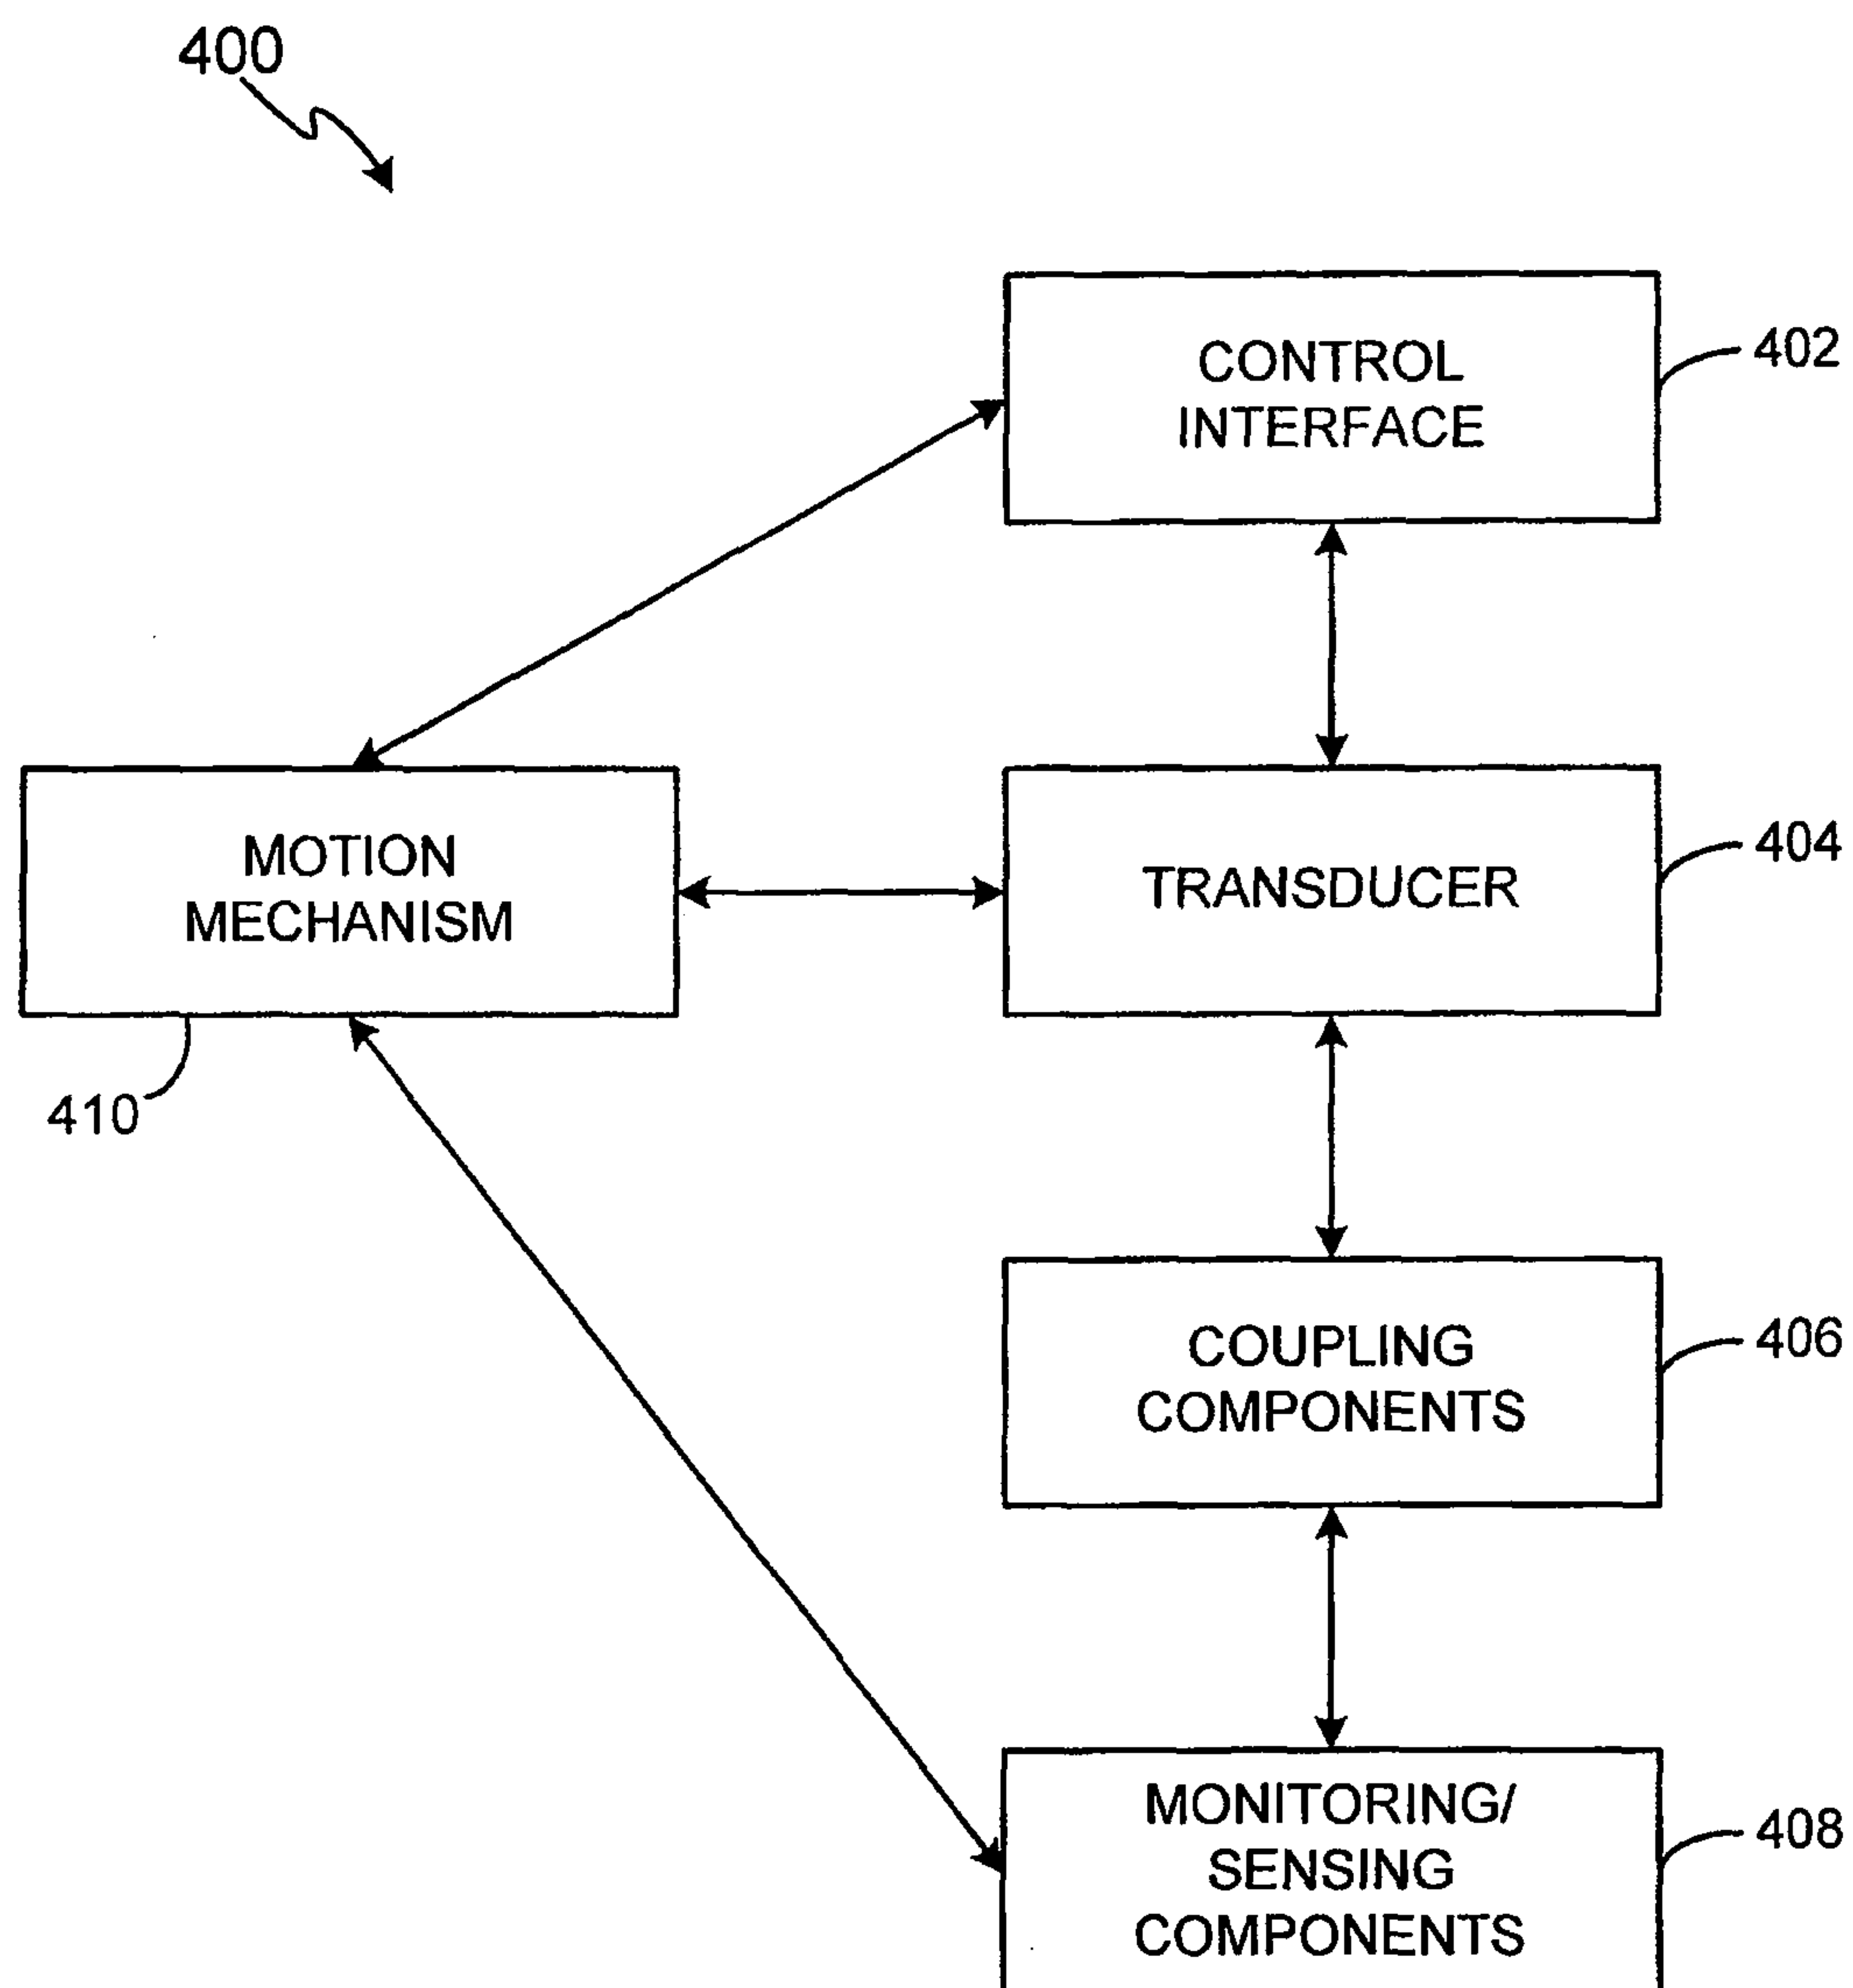 400
CONTROL
INTERFACE
402
MOTION
MECHANISM
410
TRANSDUCER
404
COUPLING
COMPONENTS
406
MONITORING/
SENSING
COMPONENTS
408